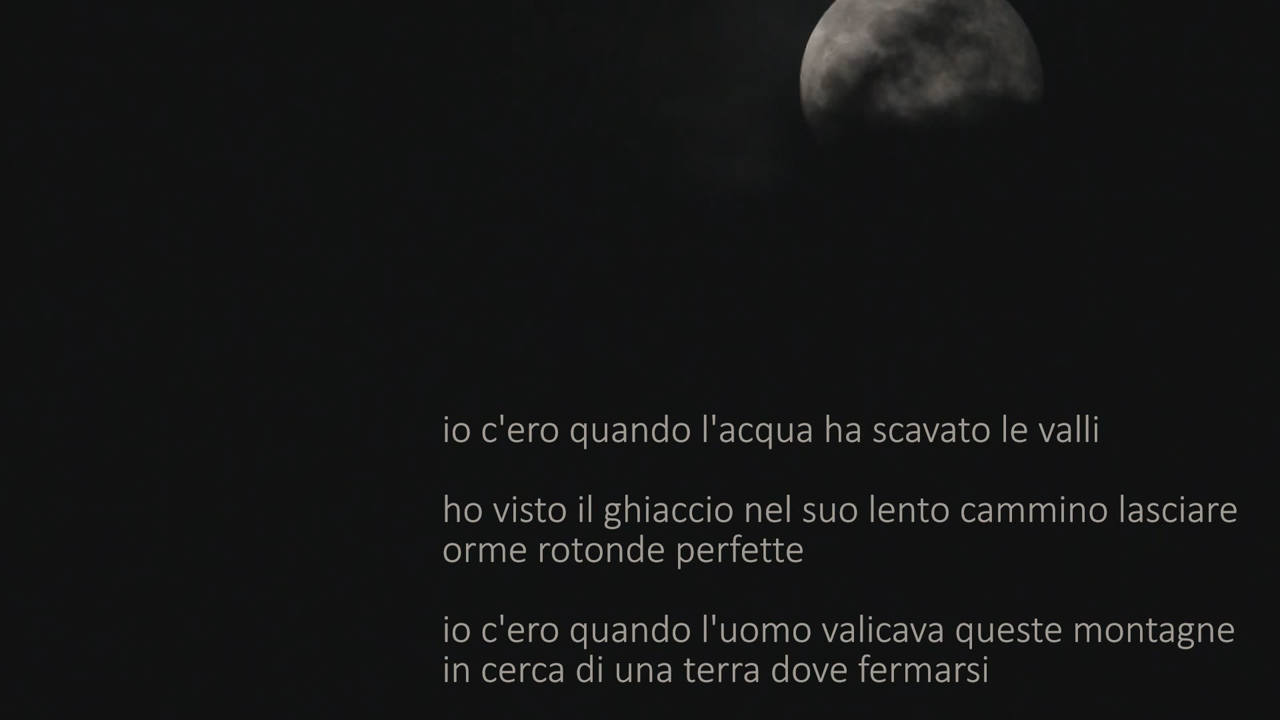 io c'ero quando l'acqua ha scavato le valli
ho visto il ghiaccio nel suo lento cammino lasciare
orme rotonde perfette
io c'ero quando l'uomo valicava queste montagne
in cerca di una terra dove fermarsi